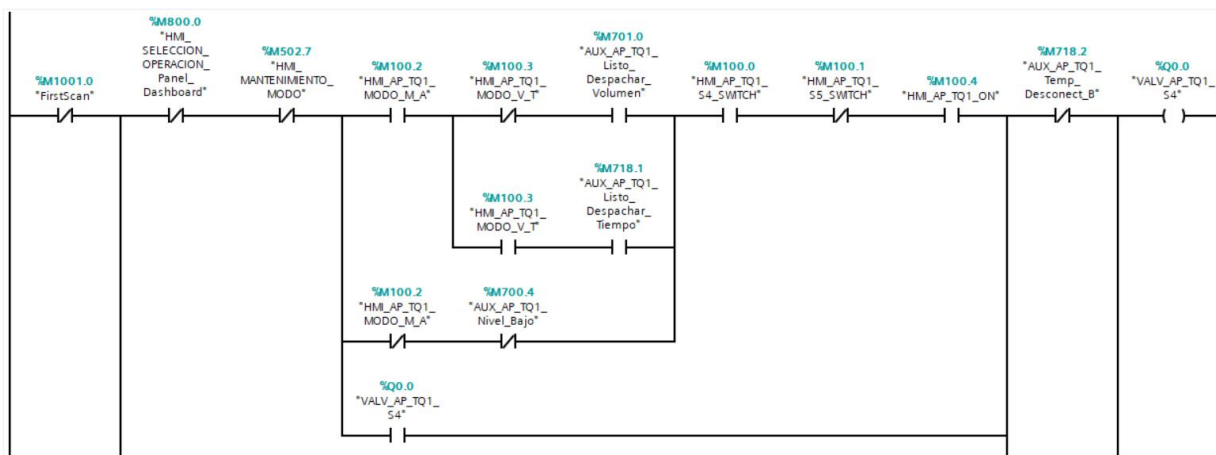 %M800.0
"HMI_
SELECCION_
OPERACION_
Panel_
Dashboard"
%M1001.0
"FirstScan"
%M502.7
"HMI_
MANTENIMIENTO_
MODO"
%M100.2
"HMI_AP_TQ1_
MODO_M_A"
%M100.3
"HMI_AP_TQ1_
MODO_V_T"
%M701.0
"AUX_AP_TQ1_
Listo_
Despachar_
Volumen"
%M100.0
"HMI_AP_TQ1_
S4_SWITCH"
%M100.1
"HMI_AP_TQ1_
S5_SWITCH"
%M100.4
"HMI_AP_TQ1_ON"
%M718.2
"AUX_AP_TQ1_
Temp_
Desconect_B"
%Q0.0
"VALV_AP_TQ1_
S4"
%M100.3
"HMI_AP_TQ1_
MODO_V_T"
%M718.1
"AUX_AP_TQ1_
Listo_
Despachar_
Tiempo"
%M100.2
"HMI_AP_TQ1_
MODO_M_A"
%M700.4
"AUX_AP_TQ1_
Nivel_Bajo"
%Q0.0
"VALV_AP_TQ1_
S4"